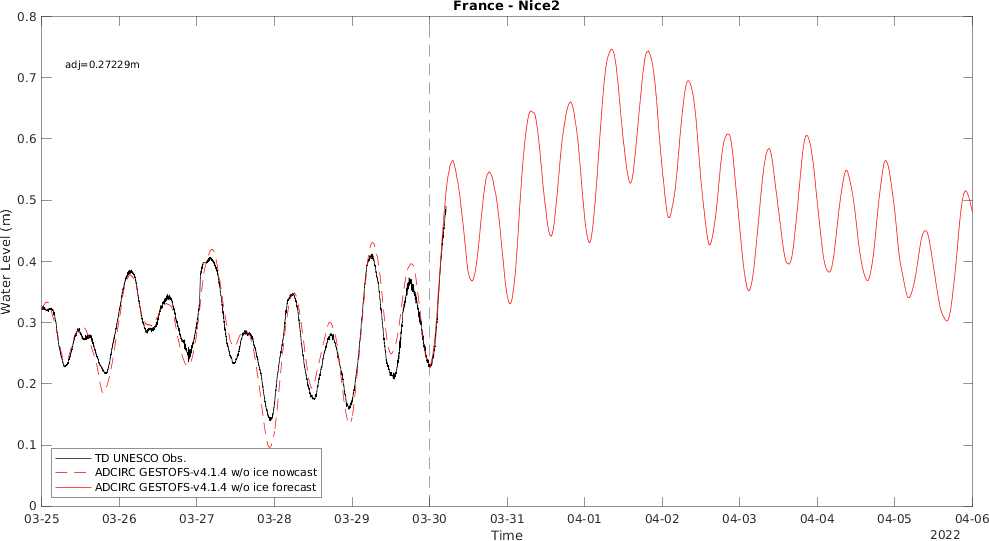 France - Nice2
0.8
0.7
0.6
0.5
0.4
0.3
0.2
0.1
0
Water Level (m)
adj=0.27229m
TD UNESCO Obs.
ADCIRC GESTOFS-v4.1.4 w/o ice nowcast
ADCIRC GESTOFS-v4.1.4 w/o ice forecast
03-25 03-26 03-27 03-28 03-29 03-30 03-31 04-01 04-02 04-03 04-04 04-05 04-06
Time
2022